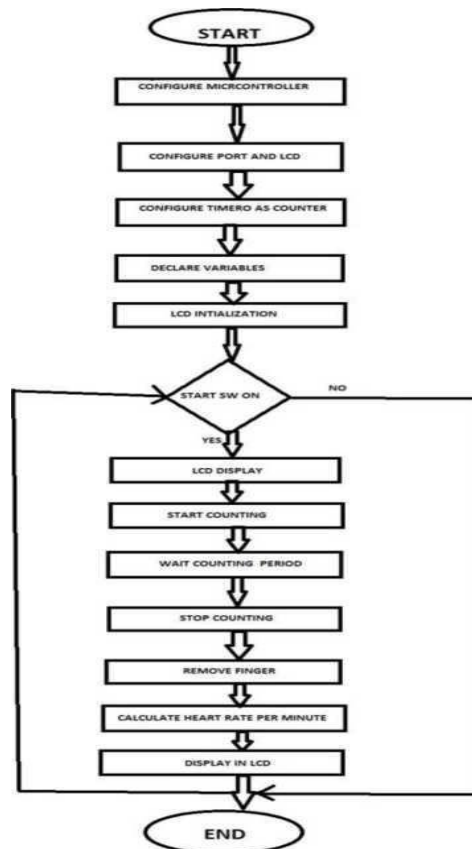 START
CONFIGURE MICRCONTROLLER
CONFIGURE PORT AND LCD
CONFIGURE TIMERO AS COUNTER
DECLARE VARIABLES
LCD INTIALIZATION
START SW ON
NO
YES
LCD DISPLAY
START COUNTING
WAIT COUNTING PERIOD
STOP COUNTING
REMOVE FINGER
CALCULATE HEART RATE PER MINUTE
DISPLAY IN LCD
END